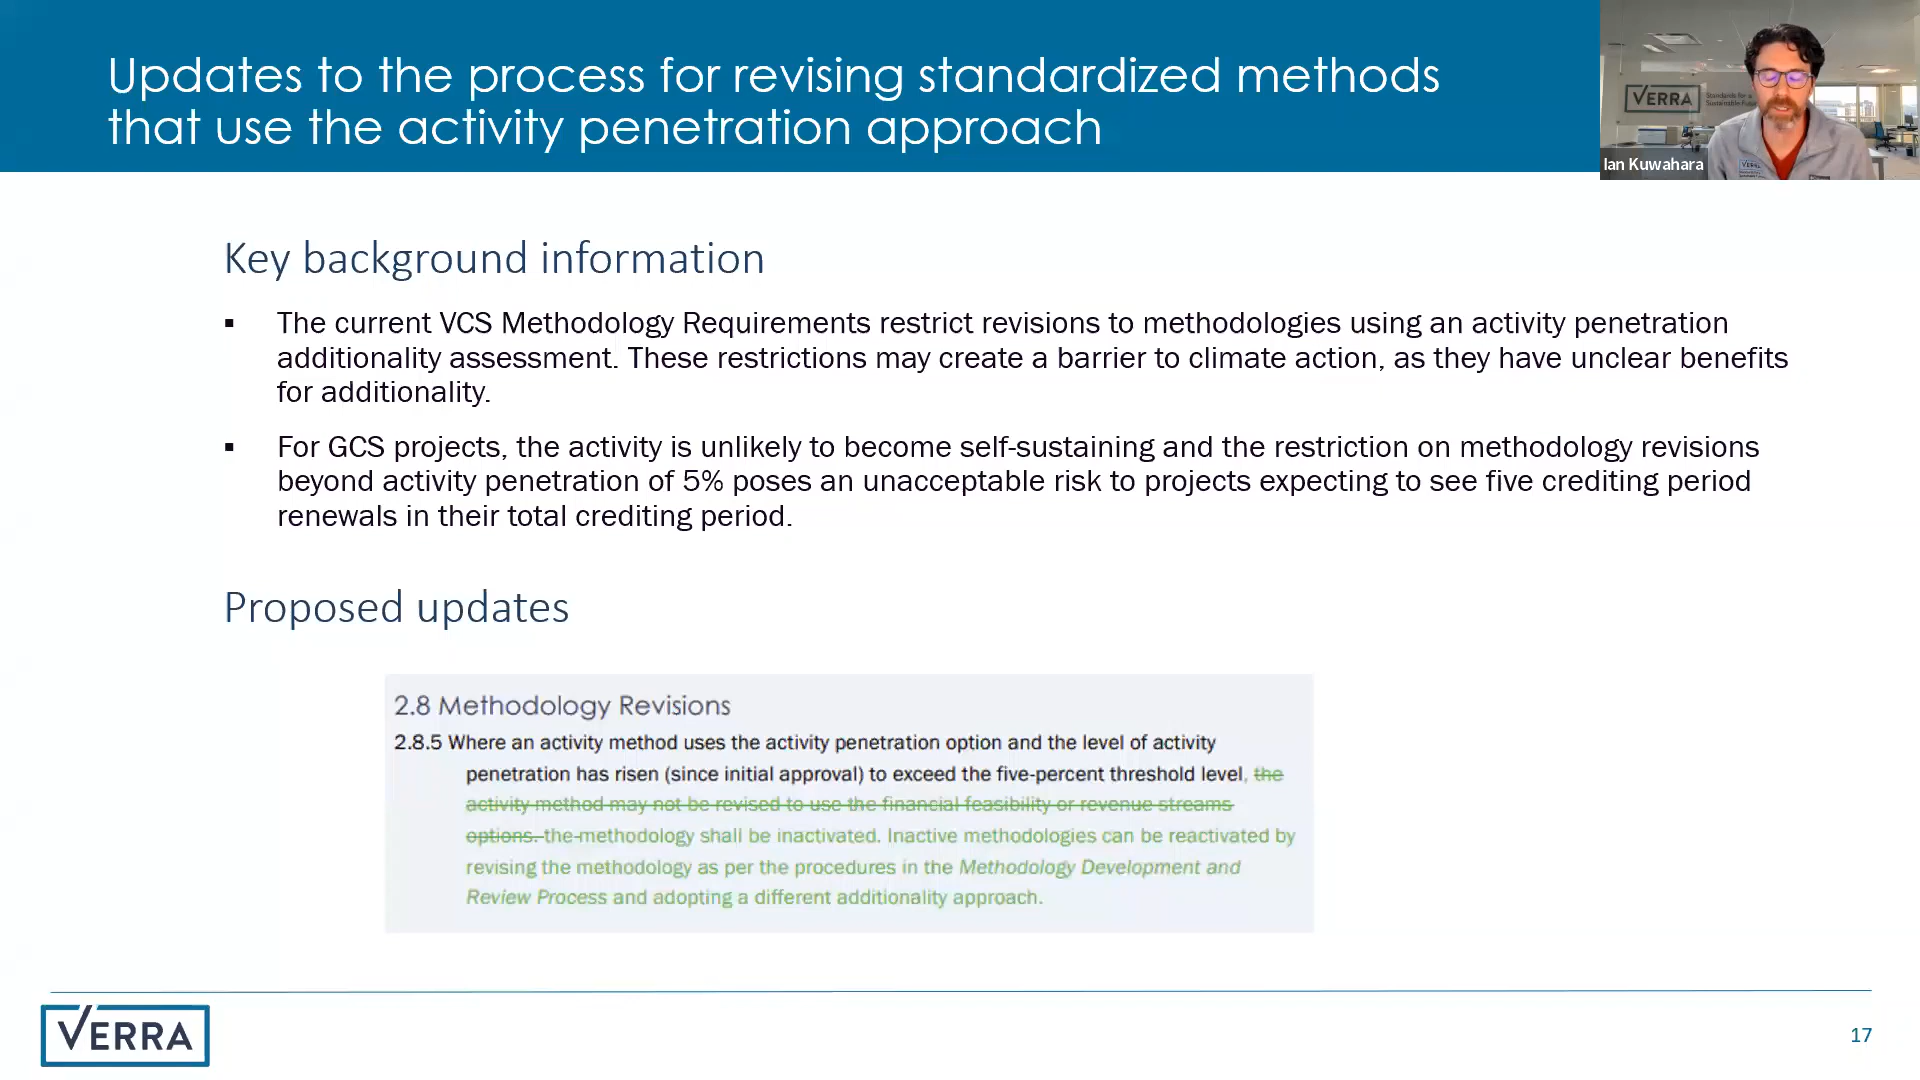 Updates to the process for revising standardized methods
that use the activity penetration approach
VERRA
Standards for a
Sustainable Future
Ian Kuwahara
Key background information
▪ The current VCS Methodology Requirements restrict revisions to methodologies using an activity penetration
additionality assessment. These restrictions may create a barrier to climate action, as they have unclear benefits
for additionality.
▪ For GCS projects, the activity is unlikely to become self-sustaining and the restriction on methodology revisions
beyond activity penetration of 5% poses an unacceptable risk to projects expecting to see five crediting period
renewals in their total crediting period.
Proposed updates
2.8 Methodology Revisions
2.8.5 Where an activity method uses the activity penetration option and the level of activity
penetration has risen (since initial approval) to exceed the five-percent threshold level, the
activity method may not be revised to use the financial feasibility or revenue streams
options. the methodology shall be inactivated. Inactive methodologies can be reactivated by
revising the methodology as per the procedures in the Methodology Development and
Review Process and adopting a different additionality approach.
VERRA
17